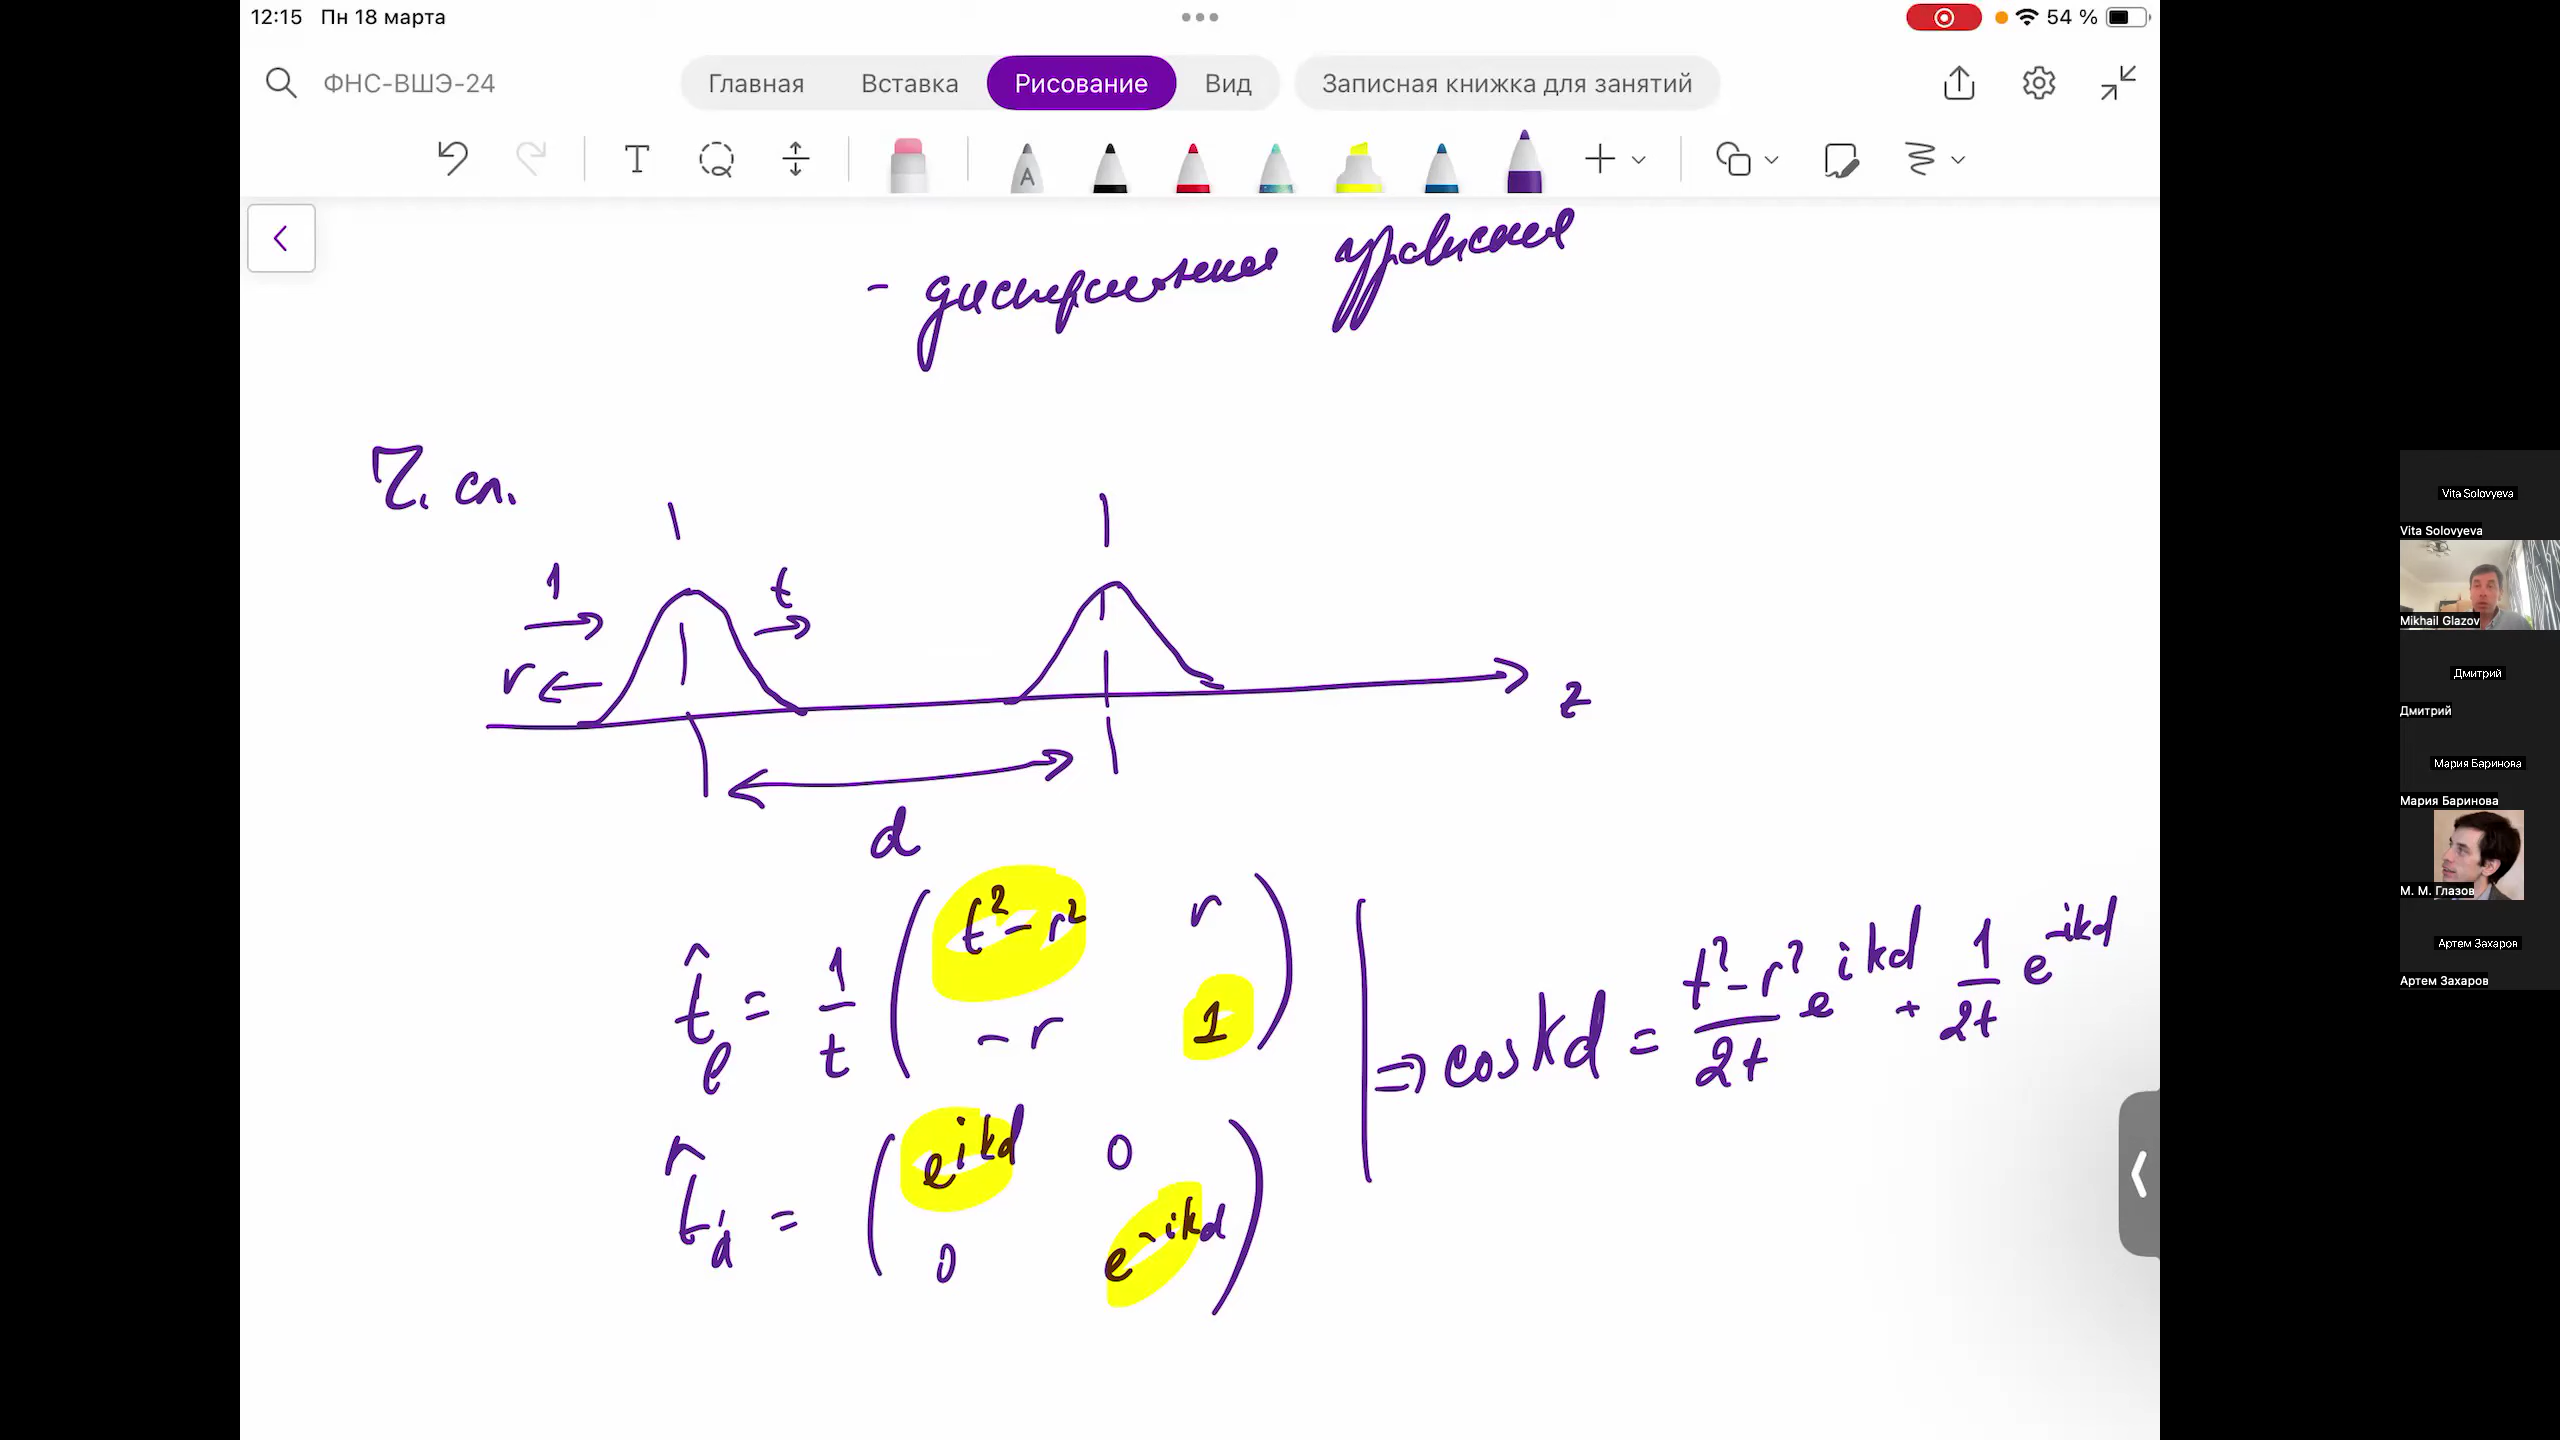 12:15 Пн 18 марта
54 %
ФНС-ВШЭ-24
Главная Вставка Рисование Вид Записная книжка для занятий
T A
- дисперсионное уравнение
Ч. сл.
1 t
r
z
d
t̂_l = 1/t ( t² - r² r
- r 1 )
t̂_d = ( e^{ikd} 0
0 e^{-ikd} )
=> cos Kd = (t² - r²)/(2t) e^{ikd} + 1/(2t) e^{-ikd}
Vita Solovyeva
Vita Solovyeva
Mikhail Glazov
Дмитрий
Дмитрий
Мария Баринова
Мария Баринова
М. М. Глазов
Артем Захаров
Артем Захаров